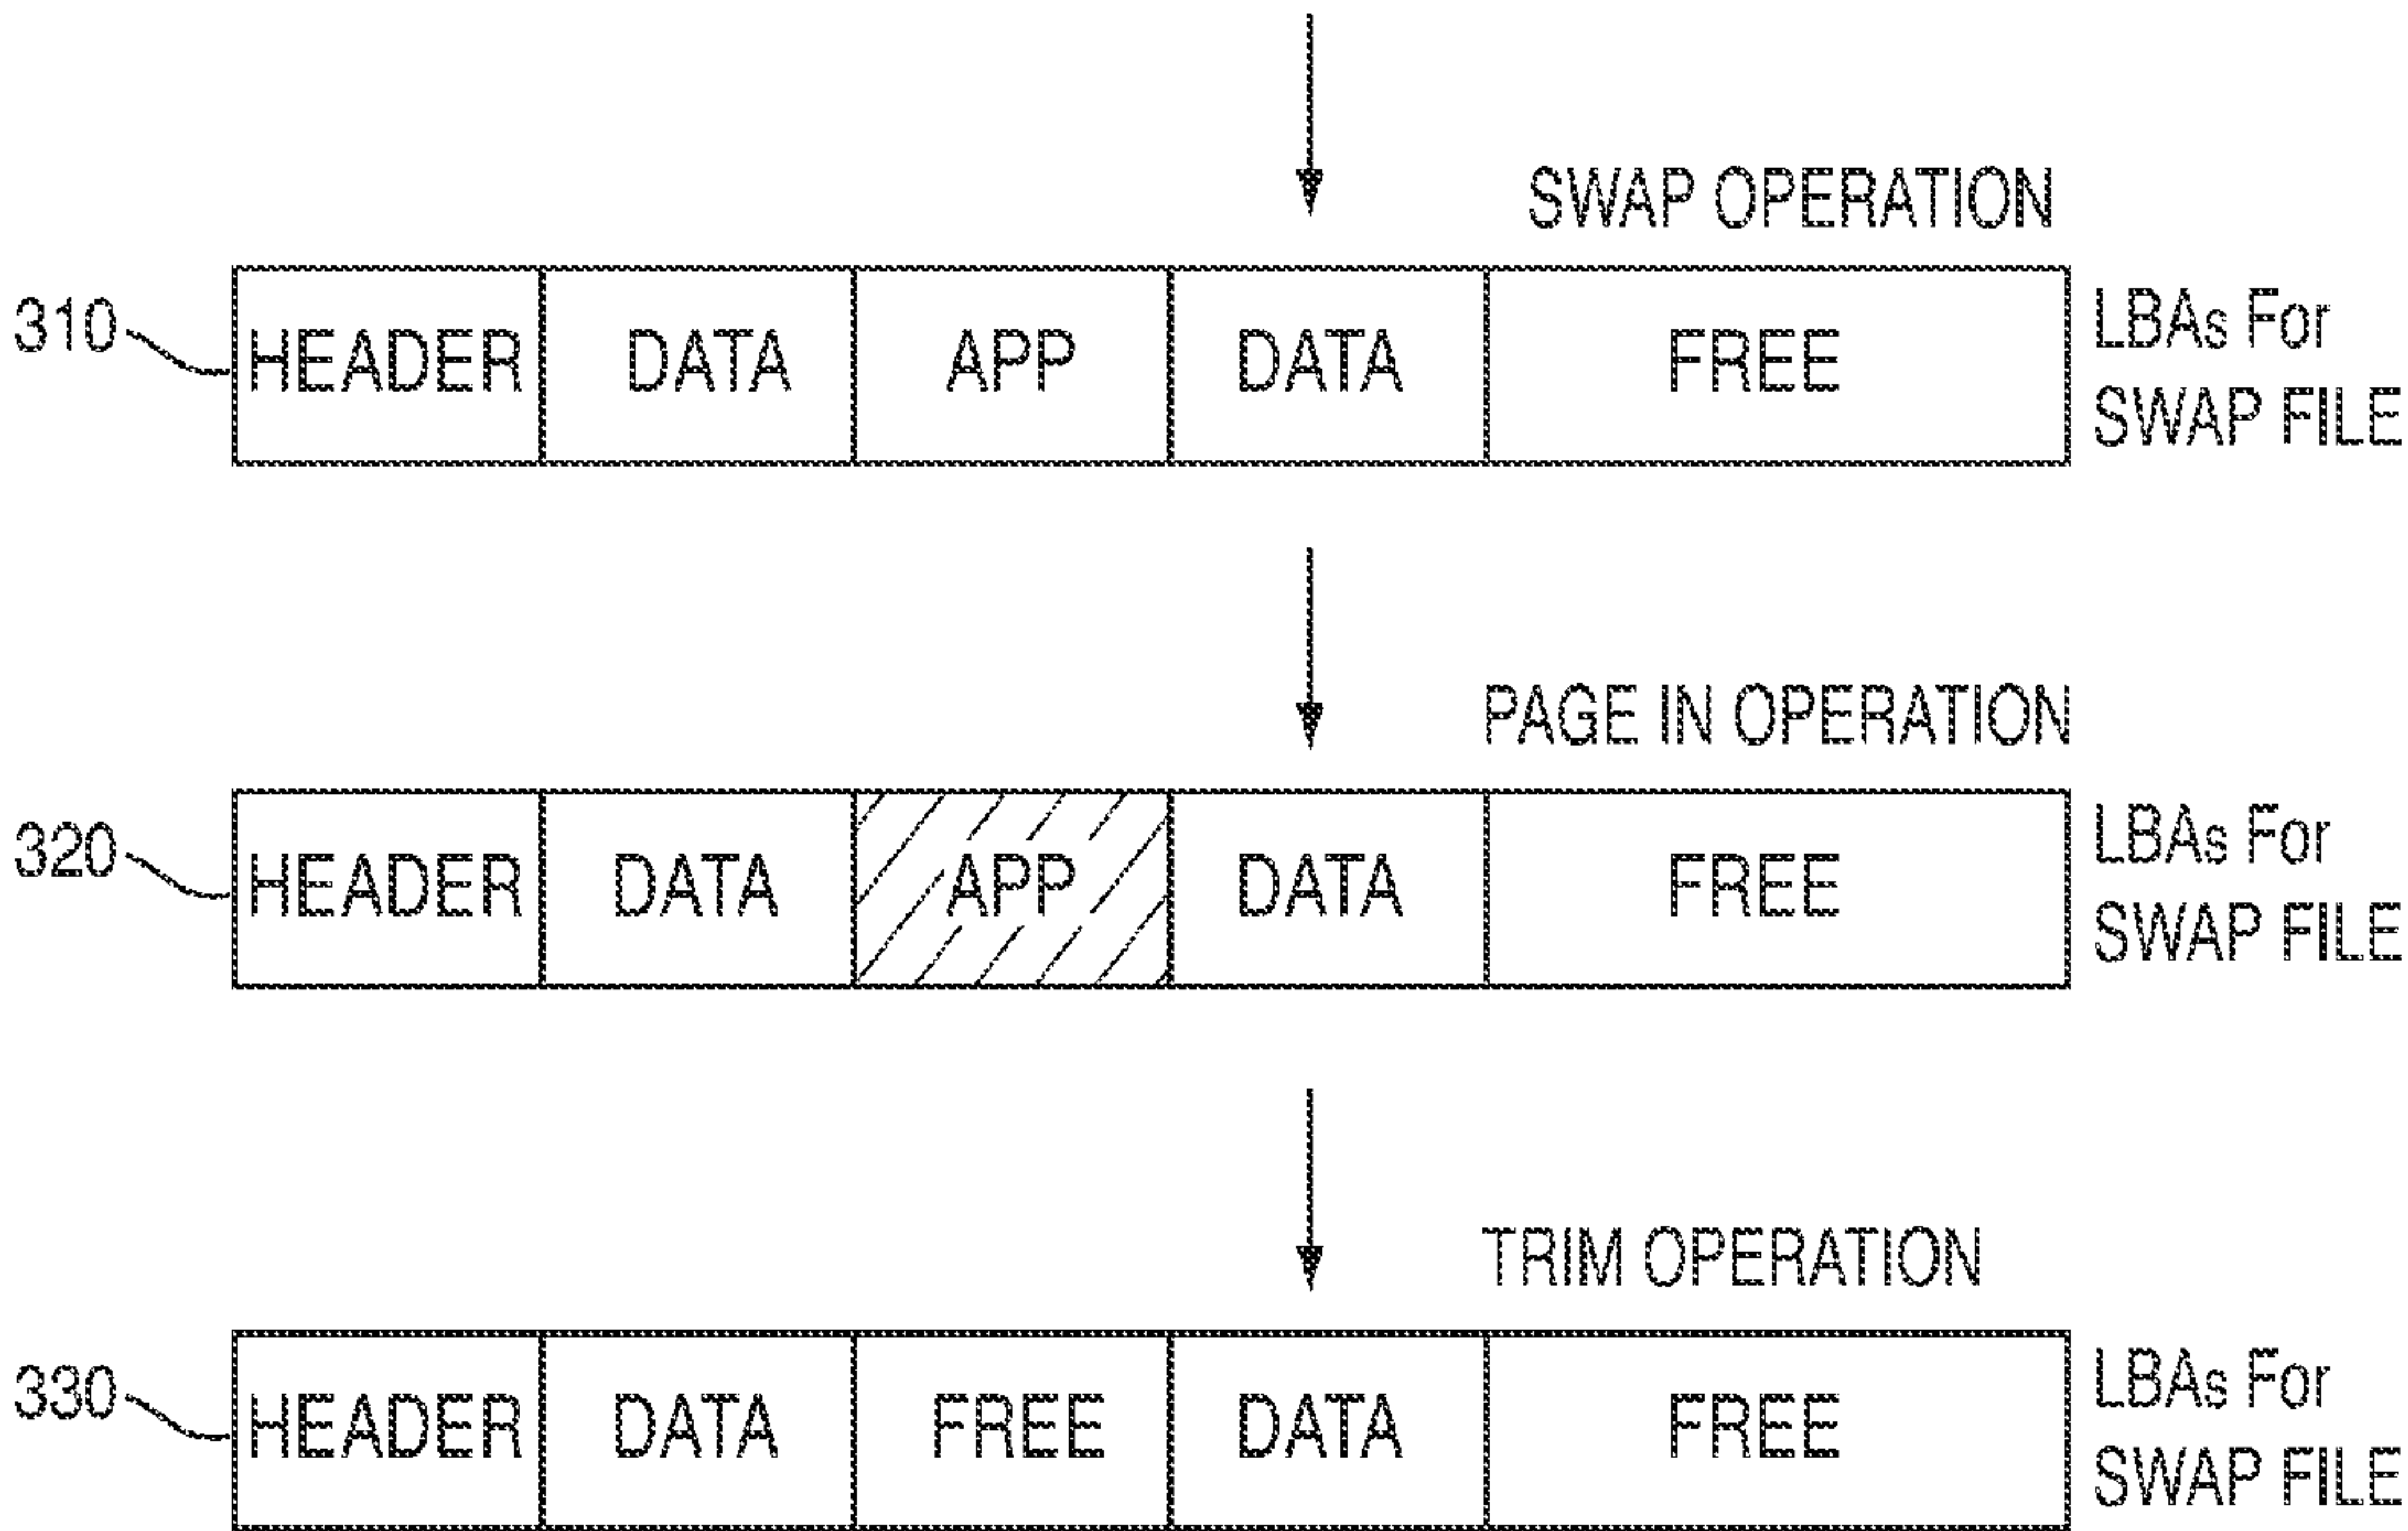 SWAP OPERATION
310 HEADER DATA APP DATA FREE LBAs For
SWAP FILE
PAGE IN OPERATION
320 HEADER DATA APP DATA FREE LBAs For
SWAP FILE
TRIM OPERATION
330 HEADER DATA FREE DATA FREE LBAs For
SWAP FILE